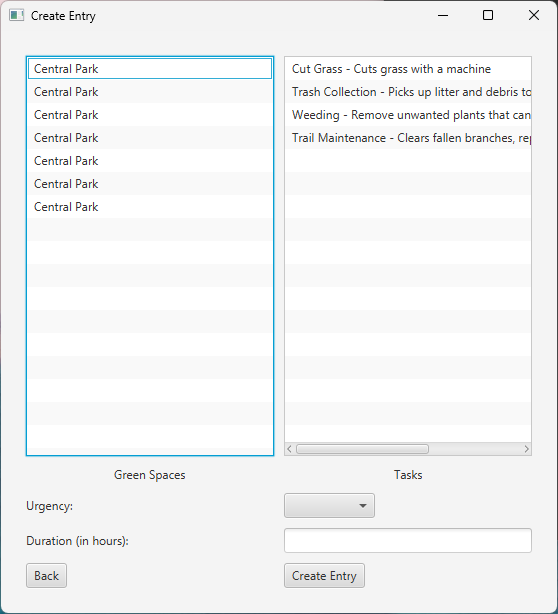 Create Entry
Central Park
Central Park
Central Park
Central Park
Central Park
Central Park
Central Park
Cut Grass - Cuts grass with a machine
Trash Collection - Picks up litter and debris to
Weeding - Remove unwanted plants that can
Trail Maintenance - Clears fallen branches, rep
Green Spaces
Tasks
Urgency:
Duration (in hours):
Back
Create Entry